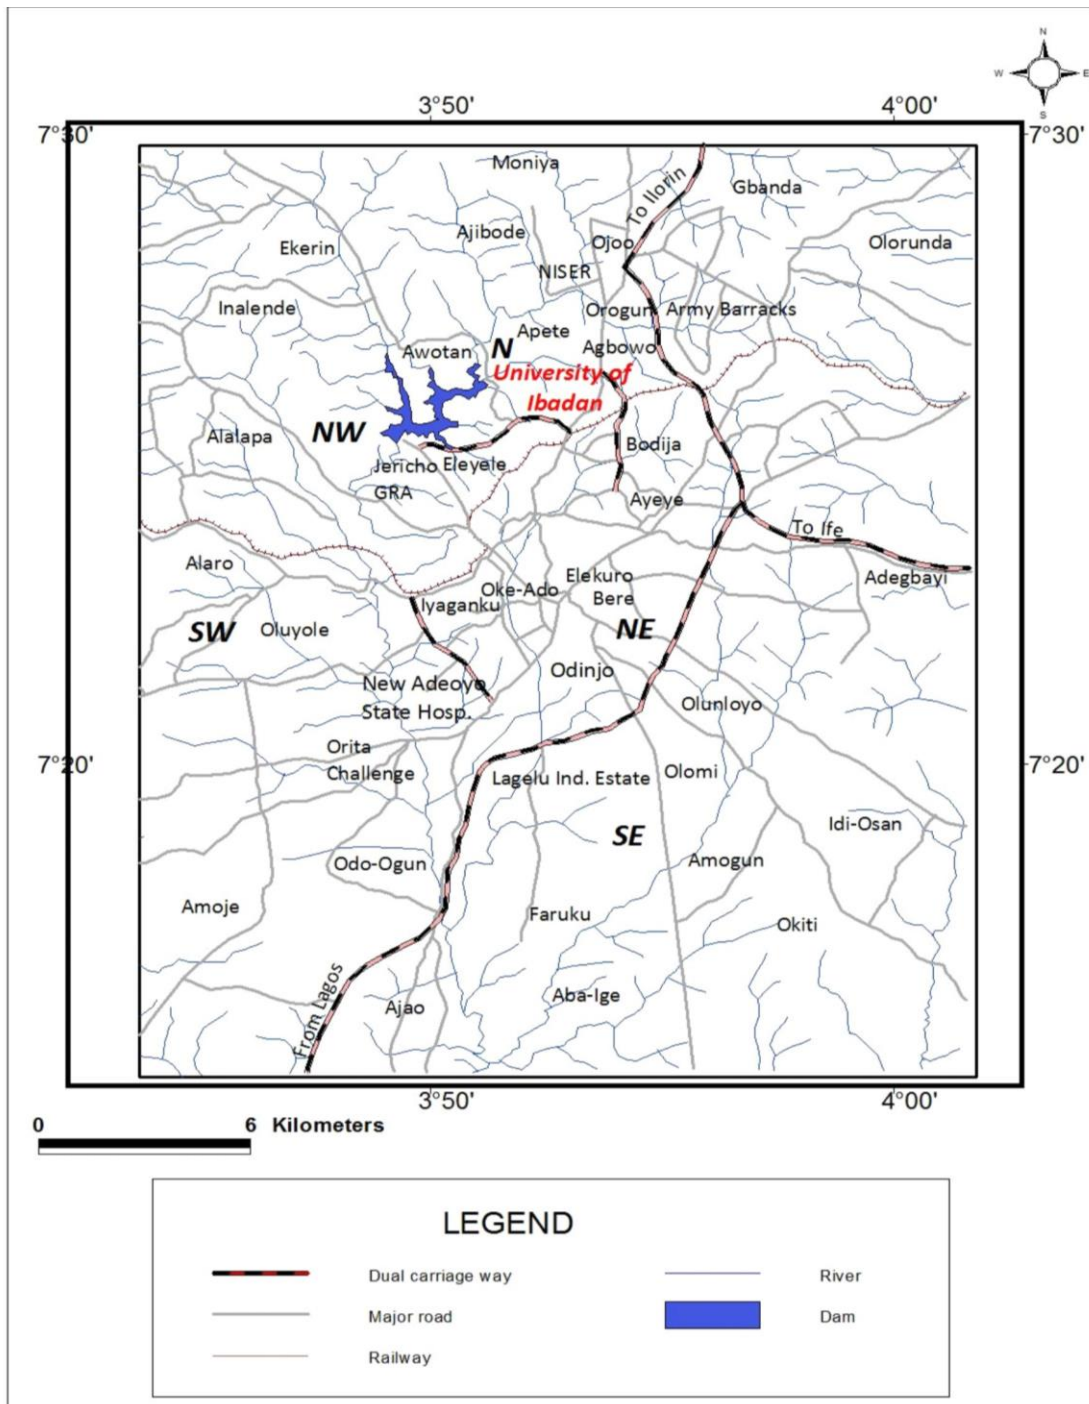 N
W E
S
3°50' 4°00'
7°30' 7°30'
Moniya
To Ilorin
Gbanda
Ajibode
Ojoo
Olorunda
Ekerin
NISER
Inalende
Orogun
Army Barracks
Apete
Agbowo
Awotan
N
University of
Ibadan
NW
Alalapa
Bodija
Jericho
GRA
Eleyele
Ayeye
To Ife
Alaro
Elekuro
Adegbayi
Oke-Ado
Bere
Iyaganku
SW
Oluyole
NE
Odinjo
New Adeoyo
State Hosp.
Olunloyo
Orita
Challenge
7°20' 7°20'
Lagelu Ind. Estate
Olomi
Idi-Osan
SE
Odo-Ogun
Amogun
Amoje
Faruku
Okiti
From Lagos
Ajao
Aba-Ige
3°50' 4°00'
0 6 Kilometers
LEGEND
Dual carriage way
River
Major road
Dam
Railway